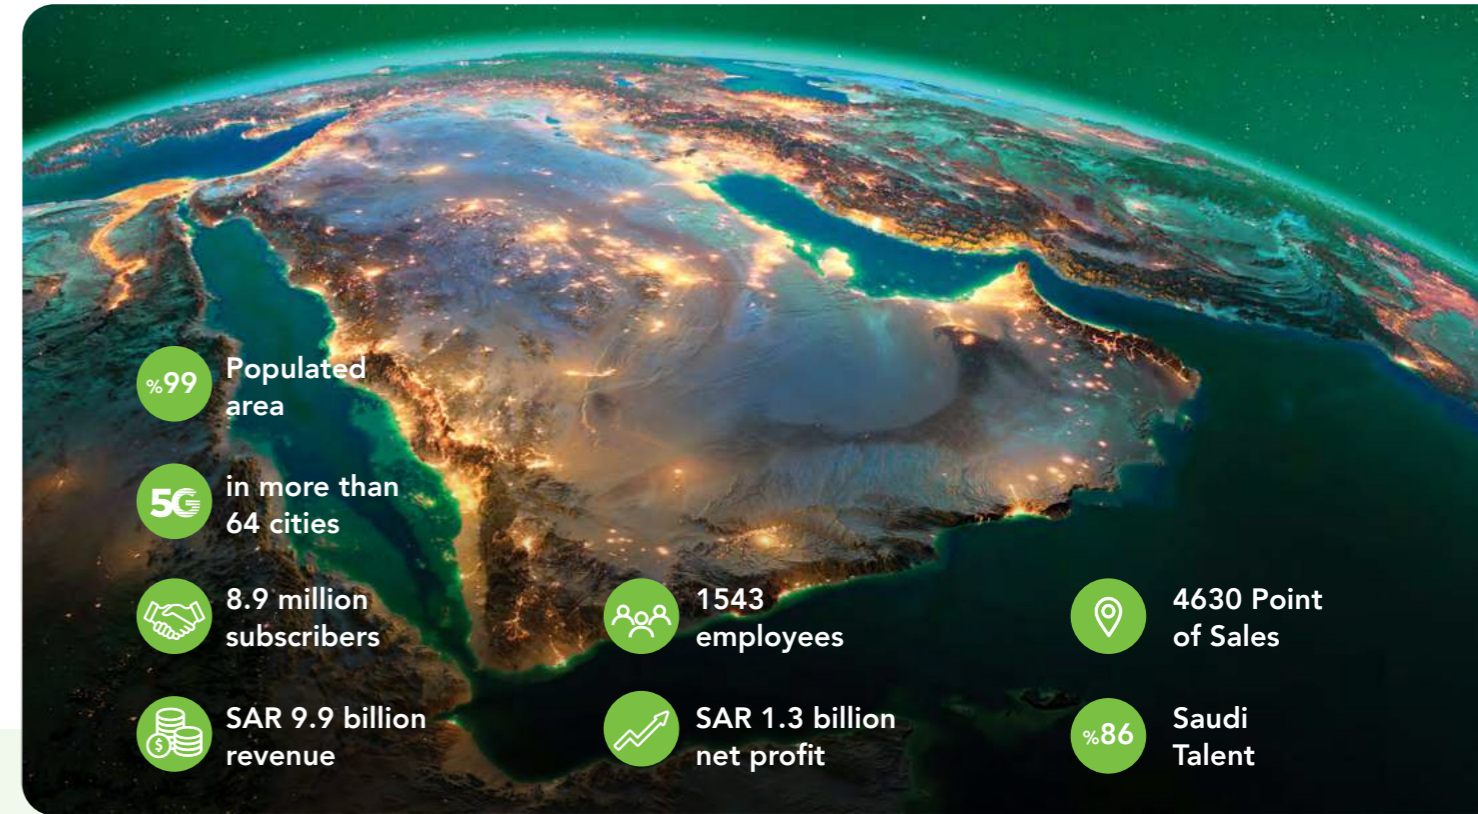 %99
Populated
area
5G
in more than
64 cities
8.9 million
subscribers
1543
employees
4630 Point
of Sales
$
SAR 9.9 billion
revenue
SAR 1.3 billion
net profit
%86
Saudi
Talent